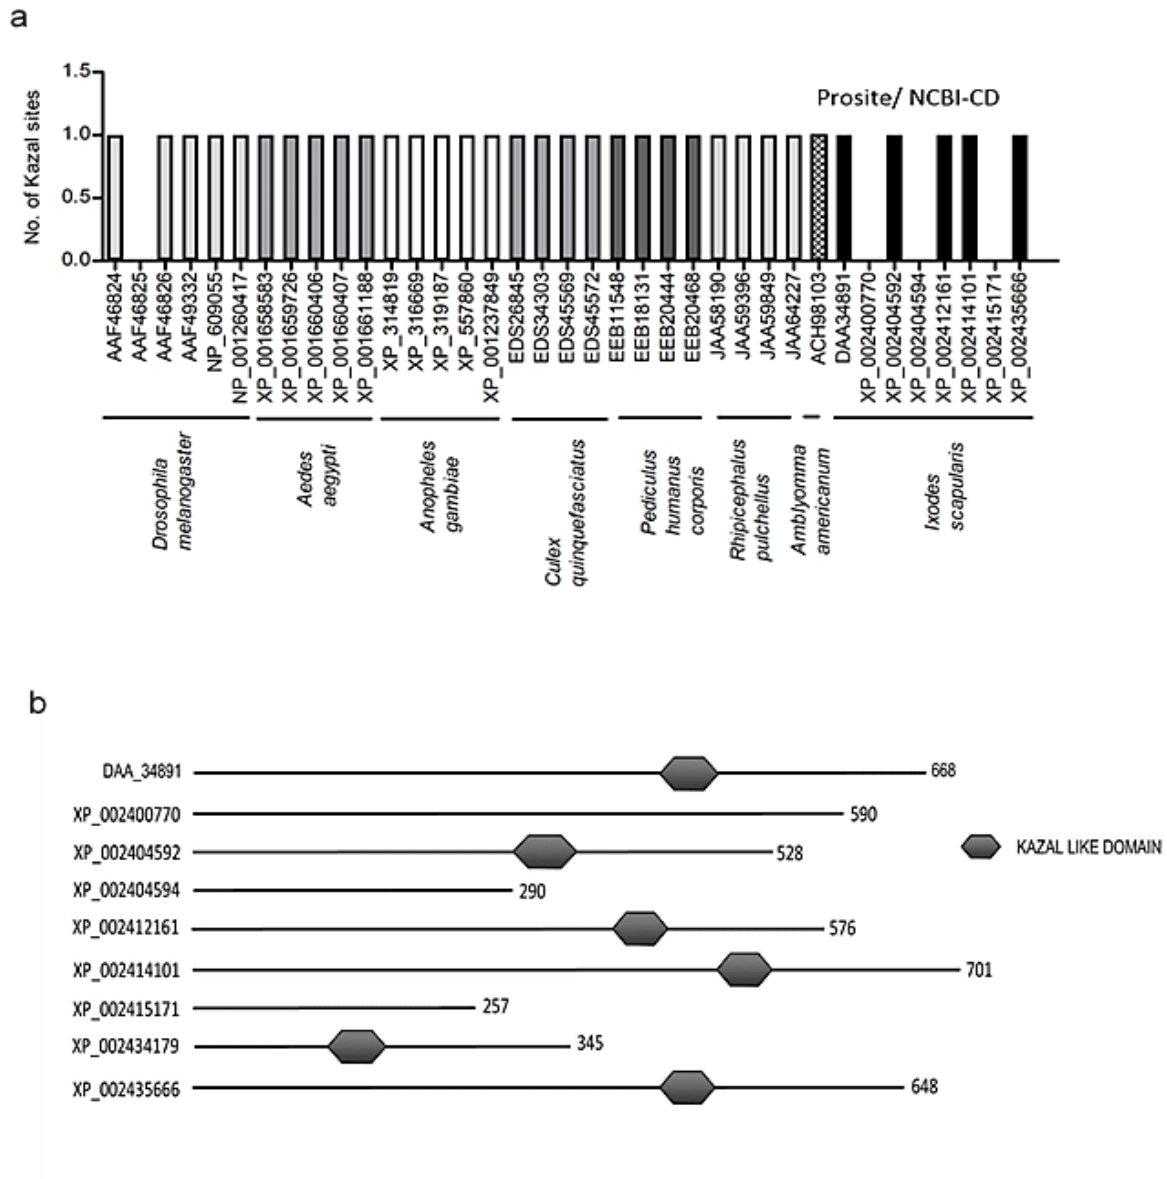 a
Prosite/ NCBI-CD
No. of Kazal sites
1.5
1.0
0.5
0.0
AAF46824
AAF46825
AAF46826
AAF49332
NP_609055
NP_001260417
XP_001658583
XP_001659726
XP_001660406
XP_001660407
XP_001661188
XP_314819
XP_316669
XP_319187
XP_557860
XP_001237849
EDS26845
EDS34303
EDS45569
EDS45572
EEB11548
EEB18131
EEB20444
EEB20468
JAA58190
JAA59396
JAA59849
JAA64227
ACH98103
DAA34891
XP_002400770
XP_002404592
XP_002404594
XP_002412161
XP_002414101
XP_002415171
XP_002435666
Drosophila
melanogaster
Aedes
aegypti
Anopheles
gambiae
Culex
quinquefasciatus
Pediculus
humanus
corporis
Rhipicephalus
pulchellus
Amblyomma
americanum
Ixodes
scapularis
b
DAA_34891 668
XP_002400770 590
XP_002404592 528
KAZAL LIKE DOMAIN
XP_002404594 290
XP_002412161 576
XP_002414101 701
XP_002415171 257
XP_002434179 345
XP_002435666 648